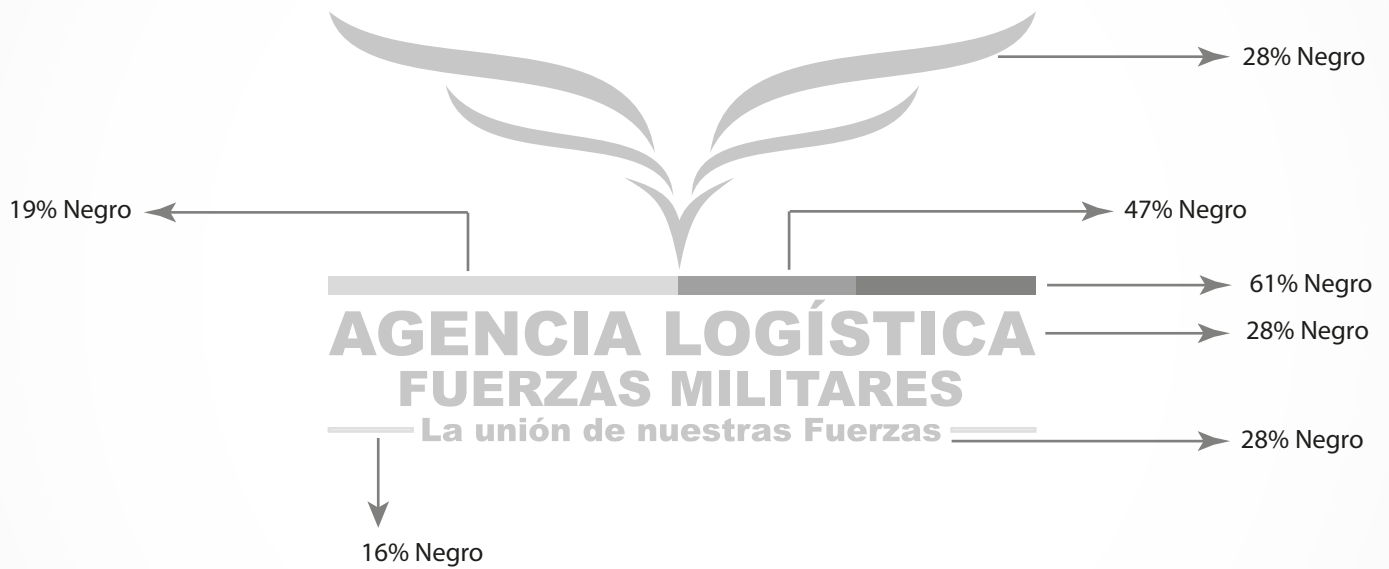 28% Negro
19% Negro
47% Negro
61% Negro
AGENCIA LOGÍSTICA
28% Negro
FUERZAS MILITARES
La unión de nuestras Fuerzas
28% Negro
16% Negro